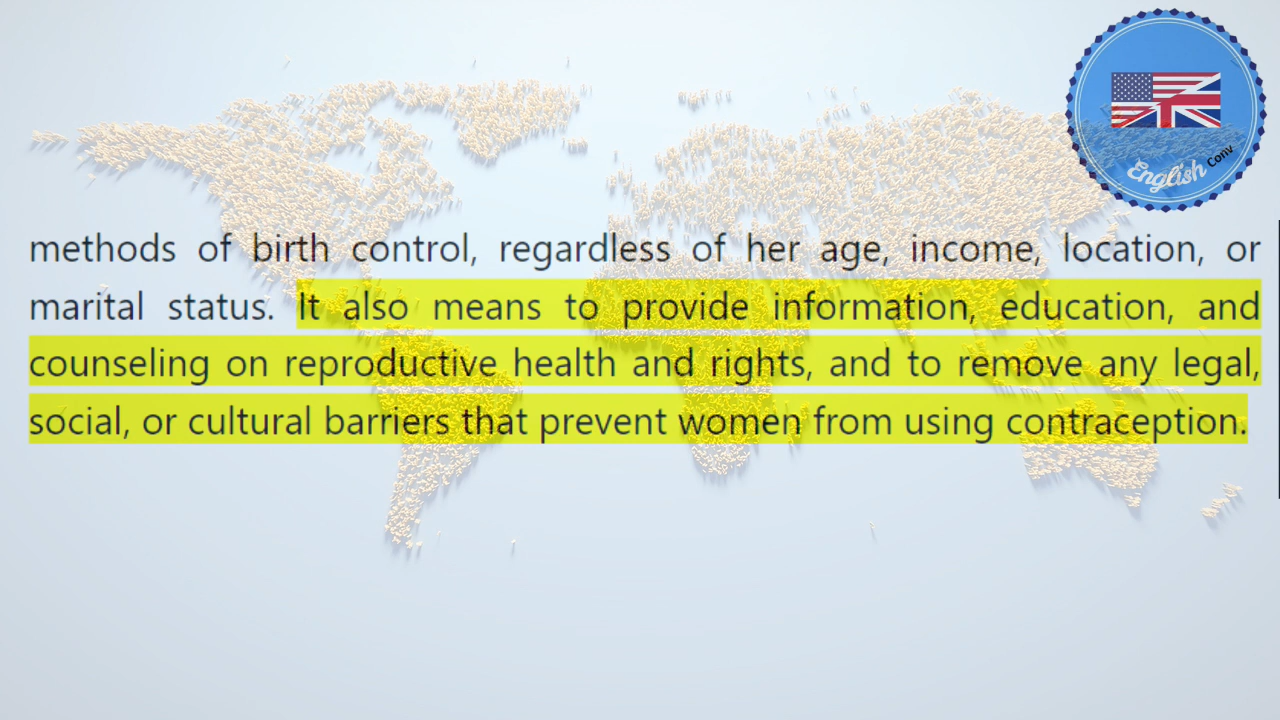 English Conv
methods of birth control, regardless of her age, income, location, or
marital status. It also means to provide information, education, and
counseling on reproductive health and rights, and to remove any legal,
social, or cultural barriers that prevent women from using contraception.